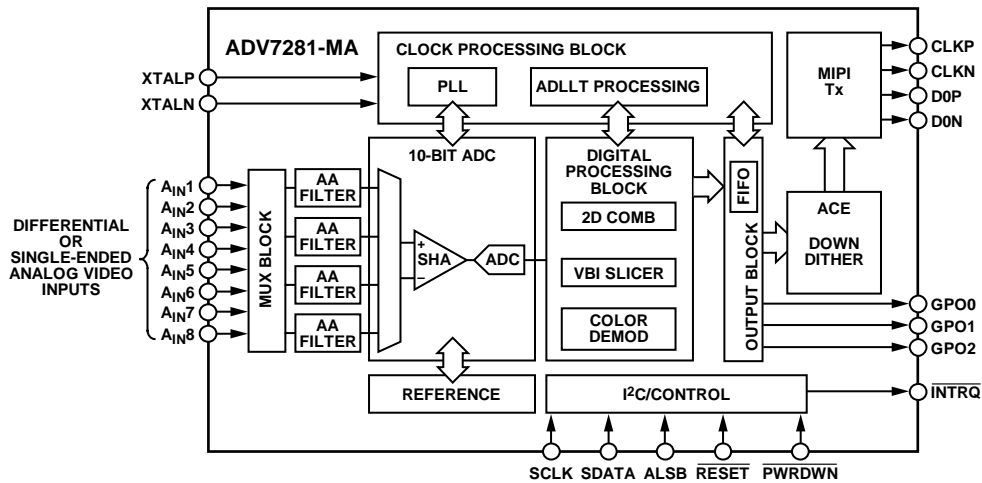 ADV7281-MA
CLOCK PROCESSING BLOCK
PLL
ADLLT PROCESSING
XTALP
XTALN
MIPI
Tx
CLKP
CLKN
D0P
D0N
10-BIT ADC
DIGITAL
PROCESSING
BLOCK
2D COMB
VBI SLICER
COLOR
DEMOD
FIFO
OUTPUT BLOCK
ACE
DOWN
DITHER
DIFFERENTIAL
OR
SINGLE-ENDED
ANALOG VIDEO
INPUTS
AIN1
AIN2
AIN3
AIN4
AIN5
AIN6
AIN7
AIN8
MUX BLOCK
AA
FILTER
AA
FILTER
AA
FILTER
AA
FILTER
+
SHA
–
ADC
GPO0
GPO1
GPO2
REFERENCE
I2C/CONTROL
INTRQ
SCLK SDATA ALSB RESET PWRDWN